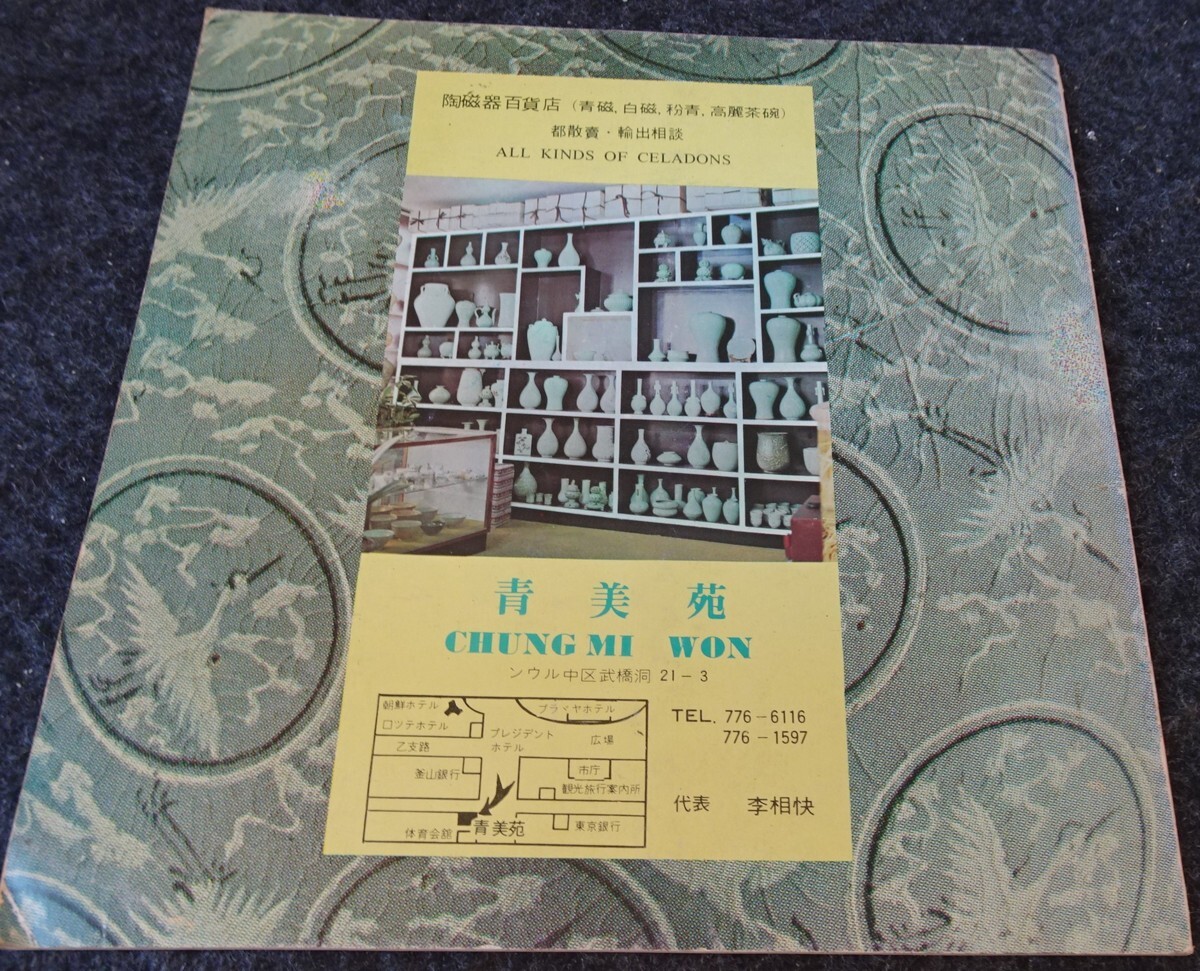 陶磁器百貨店 (青磁, 白磁, 粉青, 高麗茶碗)
都散賣・輸出相談
ALL KINDS OF CELADONS
青美苑
CHUNG MI WON
ンウル中区武橋洞 21-3
朝鮮ホテル
ロツテホテル
乙支路
プラマヤホテル
プレジデント
ホテル
広場
釜山銀行
市庁
観光旅行案内所
体育会舘
青美苑
東京銀行
TEL. 776-6116
776-1597
代表 李相快